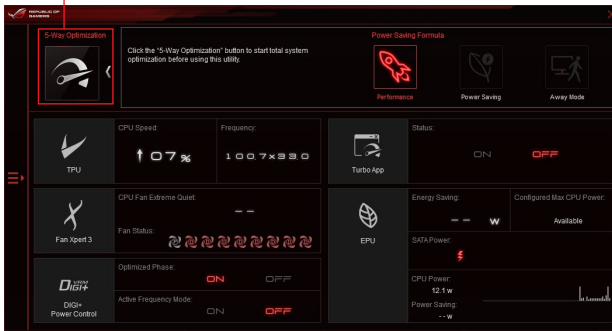 REPUBLIC OF
GAMERS
5-Way Optimization
Click the "5-Way Optimization" button to start total system
optimization before using this utility.
Power Saving Formula
Performance
Power Saving
Away Mode
TPU
CPU Speed:
07%
Frequency:
100.7x33.0
Turbo App
Status:
ON OFF
Fan Xpert 3
CPU Fan Extreme Quiet:
--
Fan Status:
EPU
Energy Saving:
-- w
Configured Max CPU Power:
Available
SATA Power:
CPU Power:
12.1 w
Power Saving:
-- w
DIGI+ VRM
DIGI+
Power Control
Optimized Phase:
ON OFF
Active Frequency Mode:
ON OFF